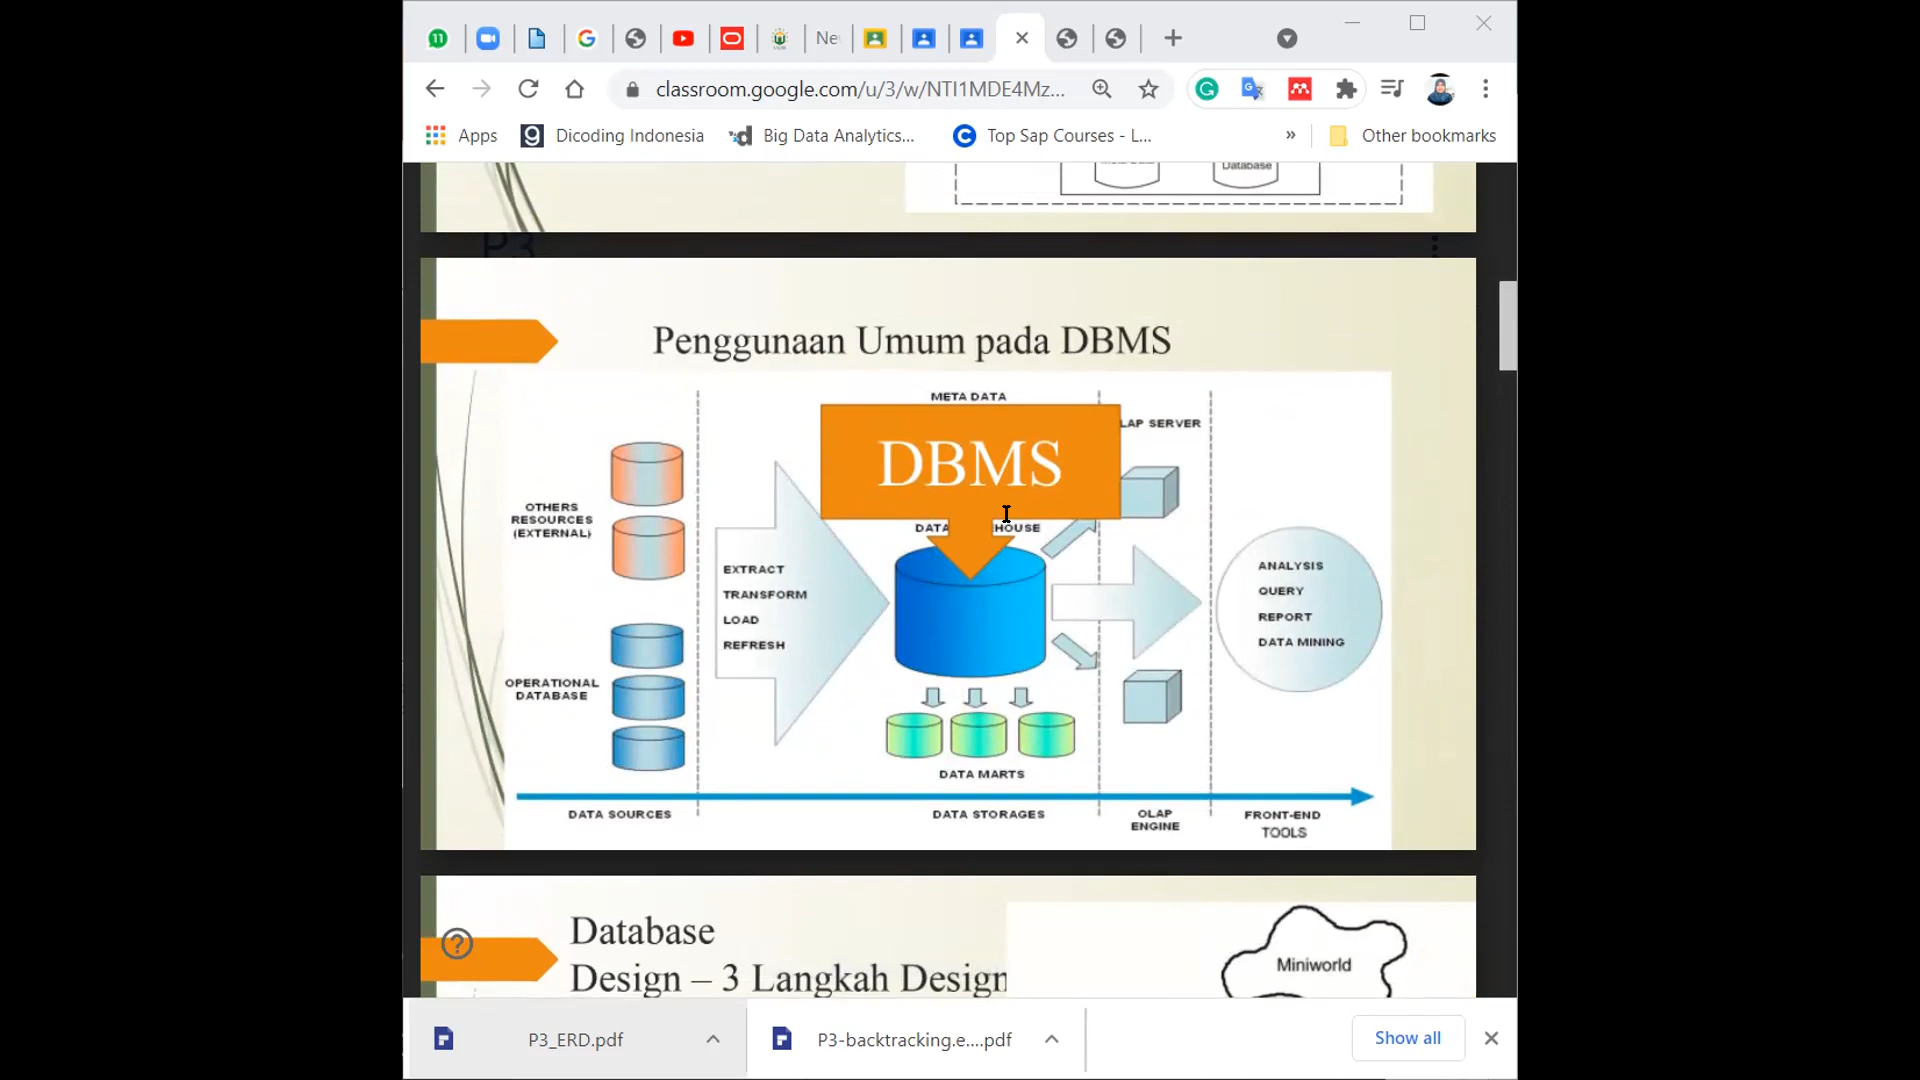 11
Ne
classroom.google.com/u/3/w/NTI1MDE4Mz...
Apps
Dicoding Indonesia
Big Data Analytics...
Top Sap Courses - L...
»
Other bookmarks
Database
P3
Penggunaan Umum pada DBMS
META DATA
LAP SERVER
DBMS
OTHERS
RESOURCES
(EXTERNAL)
DATA HOUSE
EXTRACT
TRANSFORM
LOAD
REFRESH
ANALYSIS
QUERY
REPORT
DATA MINING
OPERATIONAL
DATABASE
DATA MARTS
DATA SOURCES
DATA STORAGES
OLAP
ENGINE
FRONT-END
TOOLS
Database
Design – 3 Langkah Design
Miniworld
P3_ERD.pdf
P3-backtracking.e....pdf
Show all